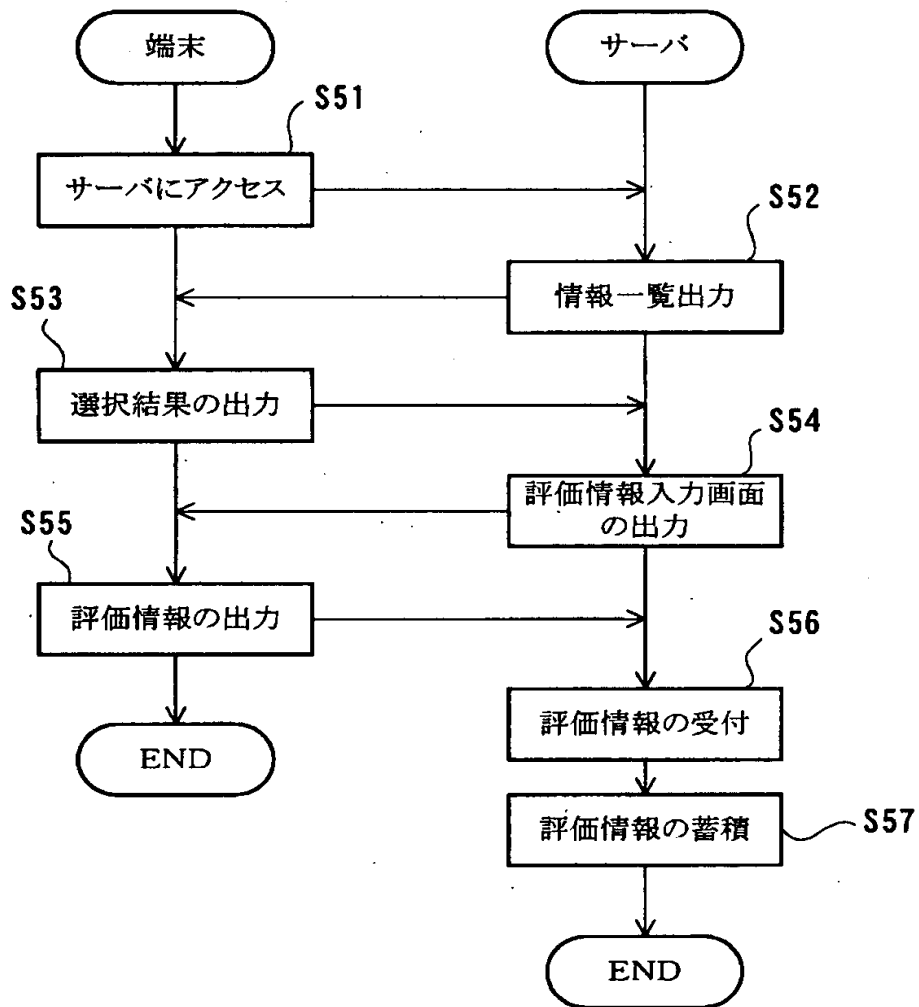 端末
サーバ
S51
サーバにアクセス
S52
情報一覧出力
S53
選択結果の出力
S54
評価情報入力画面
の出力
S55
評価情報の出力
S56
評価情報の受付
END
評価情報の蓄積
S57
END